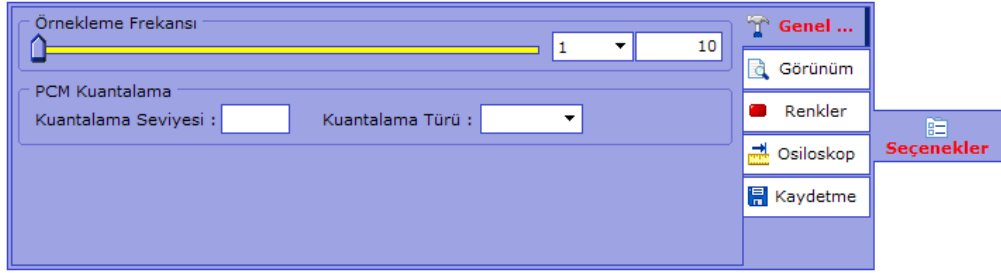 Örnekleme Frekansı
1
10
PCM Kuantalama
Kuantalama Seviyesi :
Kuantalama Türü :
Genel ...
Görünüm
Renkler
Osiloskop
Kaydetme
Seçenekler